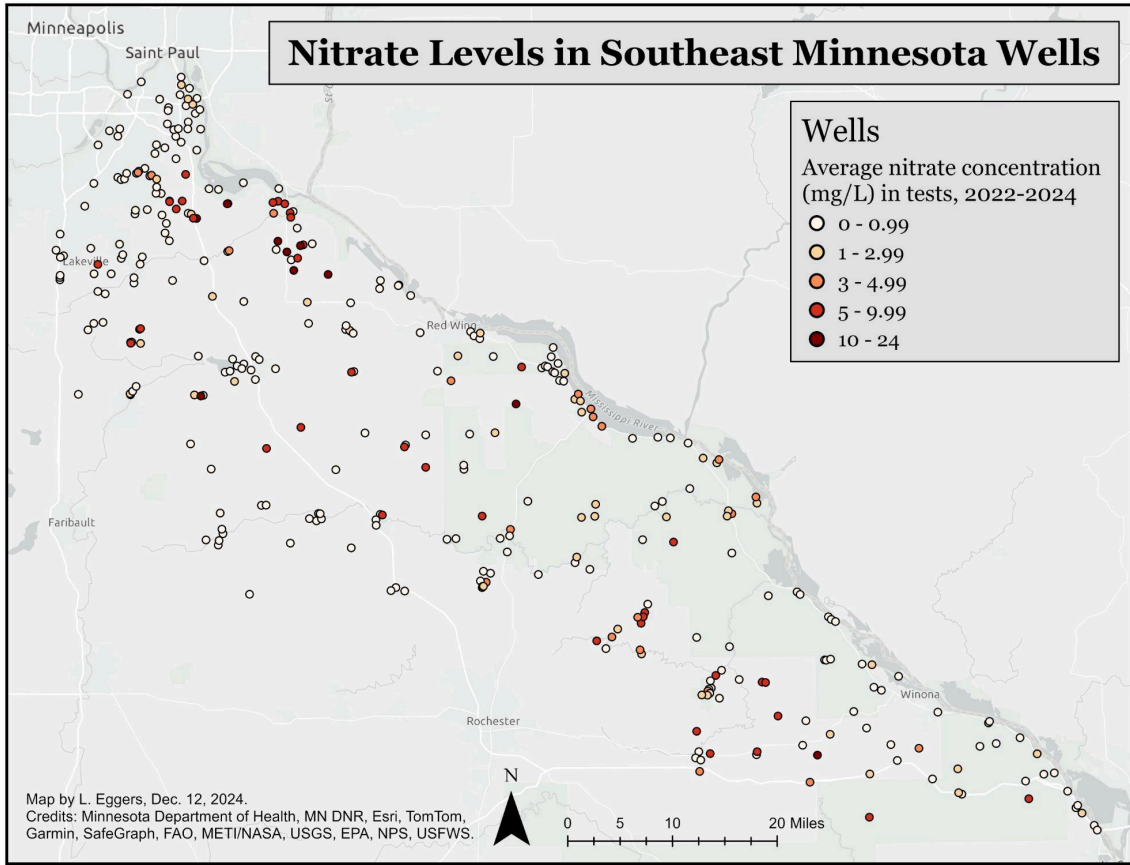 Minneapolis
Saint Paul
Nitrate Levels in Southeast Minnesota Wells
St C
Wells
Average nitrate concentration
(mg/L) in tests, 2022-2024
0 - 0.99
1 - 2.99
3 - 4.99
5 - 9.99
10 - 24
Lakeville
Red Wing
Mississippi River
Faribault
Winona
Rochester
N
Map by L. Eggers, Dec. 12, 2024.
Credits: Minnesota Department of Health, MN DNR, Esri, TomTom,
Garmin, SafeGraph, FAO, METI/NASA, USGS, EPA, NPS, USFWS.
0 5 10 20 Miles